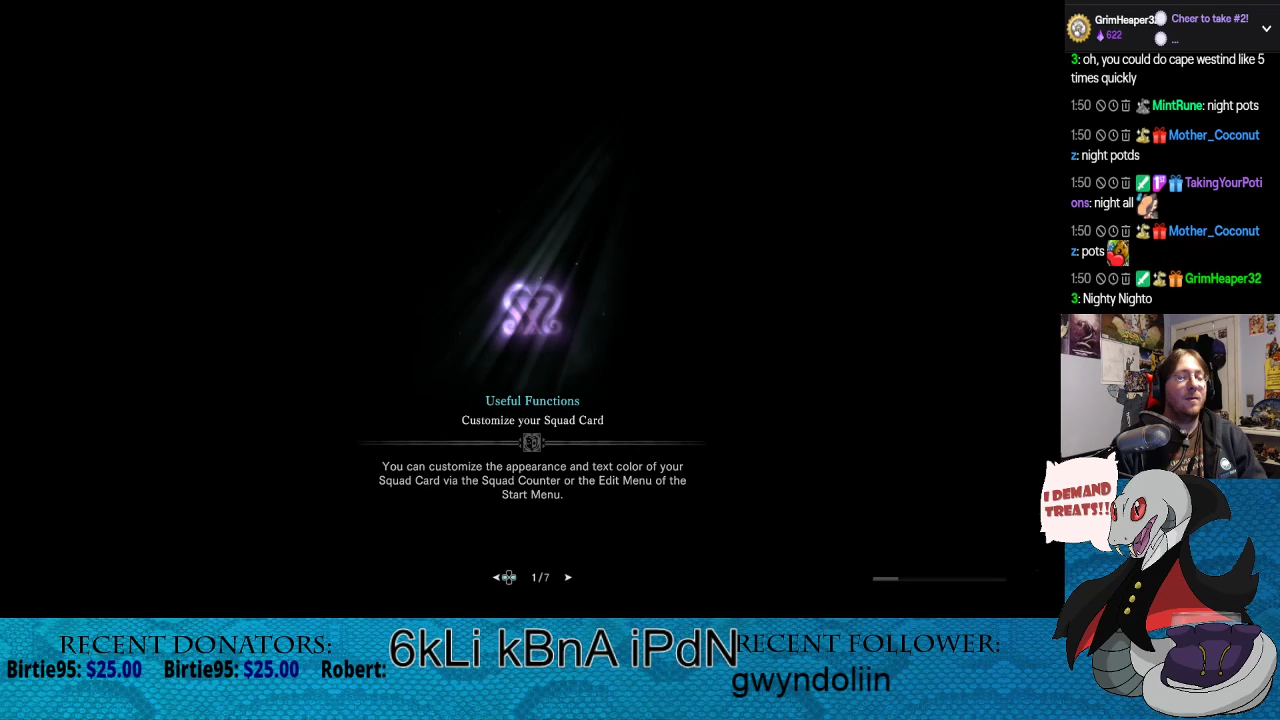 GrimHeaper3
622
Cheer to take #2!
...
3: oh, you could do cape westind like 5
times quickly
1:50 MintRune: night pots
1:50 Mother_Coconut
z: night potds
1:50 TakingYourPoti
ons: night all
1:50 Mother_Coconut
z: pots
1:50 GrimHeaper32
3: Nighty Nighto
Useful Functions
Customize your Squad Card
You can customize the appearance and text color of your
Squad Card via the Squad Counter or the Edit Menu of the
Start Menu.
1/7
I DEMAND
TREATS!!
RECENT DONATORS:
Birtie95: $25.00 Birtie95: $25.00 Robert:
6kLi kBnA iPdN
RECENT FOLLOWER:
gwyndoliin